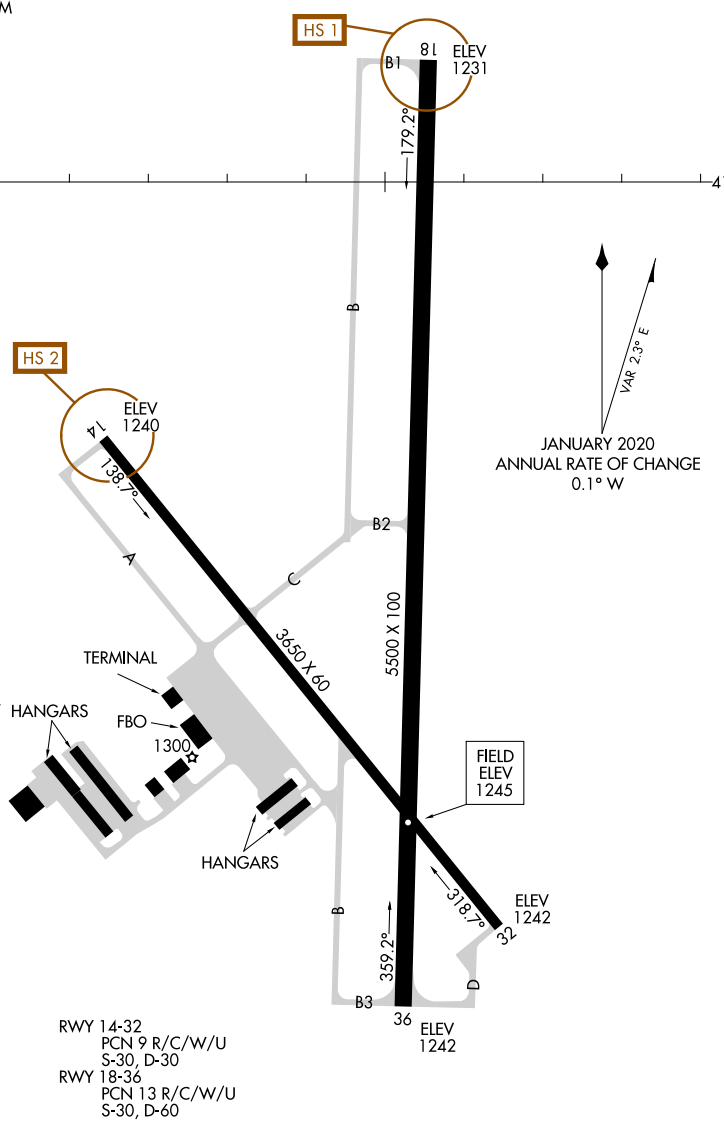 M
HS 1
18
ELEV
1231
B1
179.2°
4
B
HS 2
14
ELEV
1240
138.7°
VAR 2.3° E
JANUARY 2020
ANNUAL RATE OF CHANGE
0.1° W
A
B2
C
5500 X 100
3650 X 60
TERMINAL
HANGARS
FBO
1300
FIELD
ELEV
1245
HANGARS
318.7°
ELEV
1242
32
B
359.2°
D
B3
36
ELEV
1242
RWY 14-32
PCN 9 R/C/W/U
S-30, D-30
RWY 18-36
PCN 13 R/C/W/U
S-30, D-60